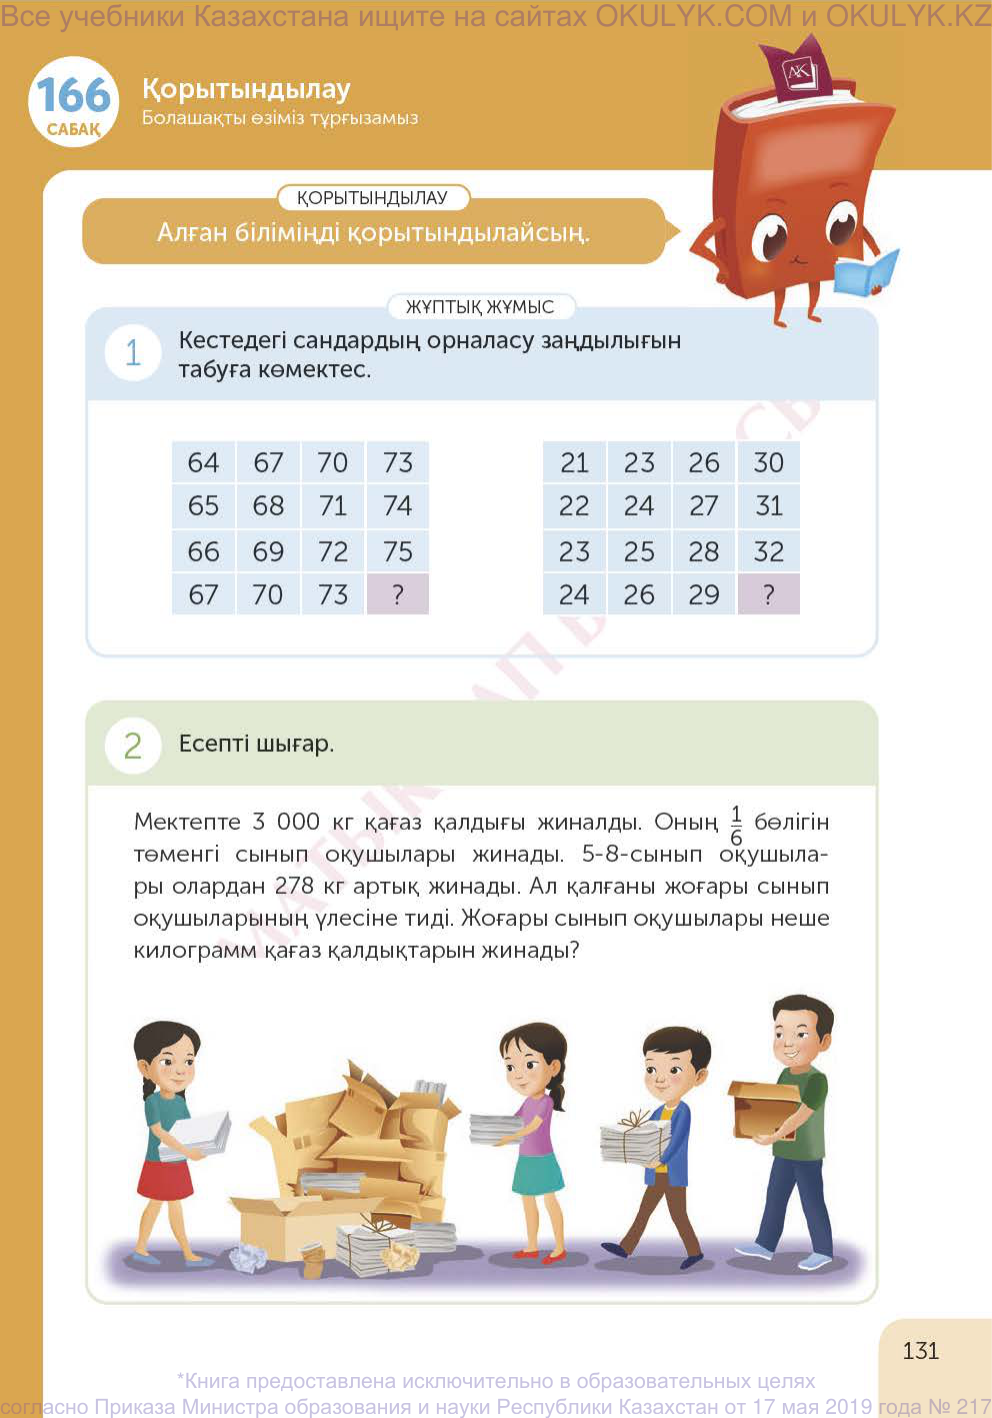 Все учебники Казахстана ищите на сайтах OKULYK.COM и OKULYK.KZ
166
САБАҚ
Қорытындылау
Болашақты өзіміз тұрғызамыз
АК
ҚОРЫТЫНДЫЛАУ
Алған біліміңді қорытындылайсың.
ЖҰПТЫҚ ЖҰМЫС
1
Кестедегі сандардың орналасу заңдылығын
табуға көмектес.
64 67 70 73
65 68 71 74
66 69 72 75
67 70 73 ?
21 23 26 30
22 24 27 31
23 25 28 32
24 26 29 ?
2
Есепті шығар.
Мектепте 3 000 кг қағаз қалдығы жиналды. Оның 1/6 бөлігін
төменгі сынып оқушылары жинады. 5-8-сынып оқушыла-
ры олардан 278 кг артық жинады. Ал қалғаны жоғары сынып
оқушыларының үлесіне тиді. Жоғары сынып оқушылары неше
килограмм қағаз қалдықтарын жинады?
131
*Книга предоставлена исключительно в образовательных целях
согласно Приказа Министра образования и науки Республики Казахстан от 17 мая 2019 года № 217